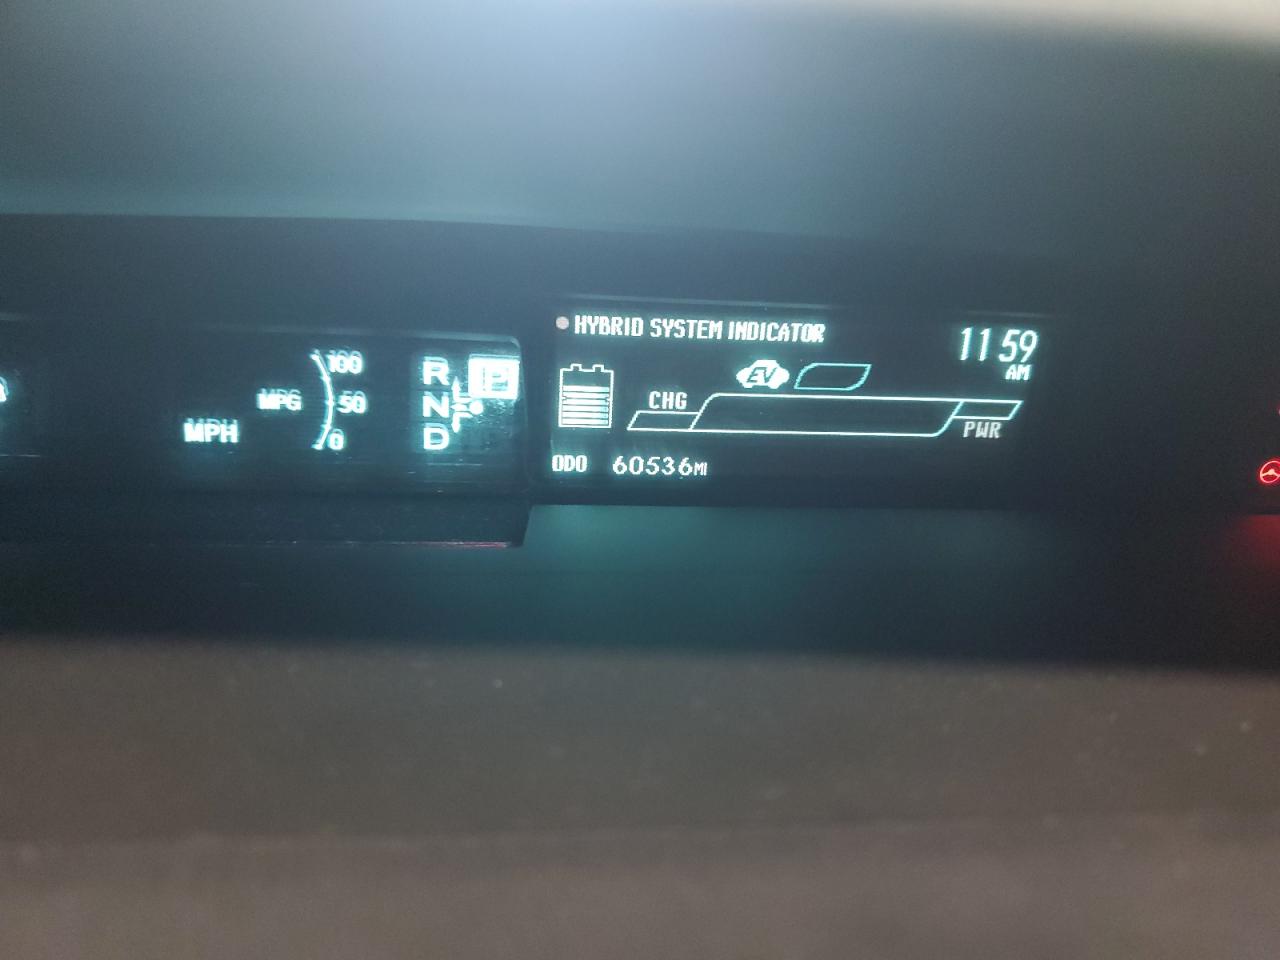 HYBRID SYSTEM INDICATOR
11 59
AM
EV
CHG
PWR
ODO 60536MI
R
P
N
D
100
50
0
MPG
MPH